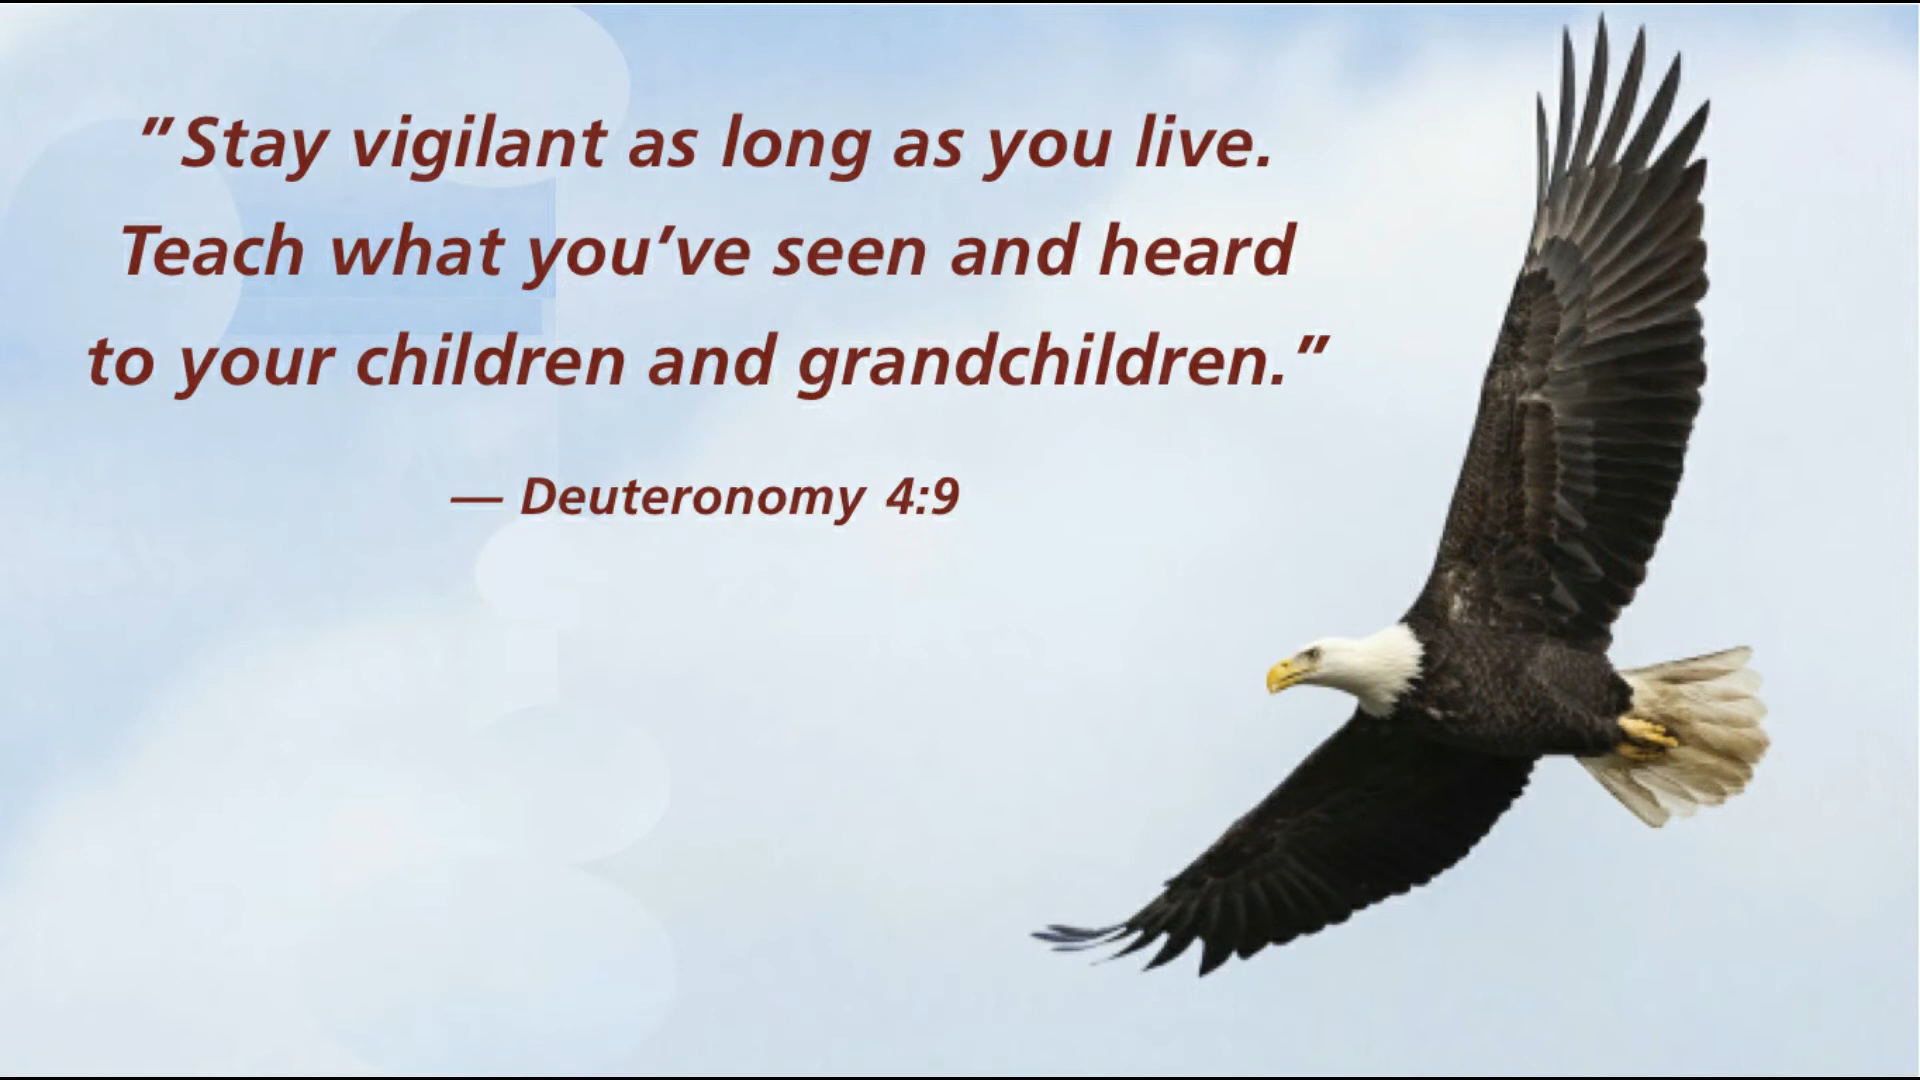 "Stay vigilant as long as you live.
Teach what you've seen and heard
to your children and grandchildren."
— Deuteronomy 4:9